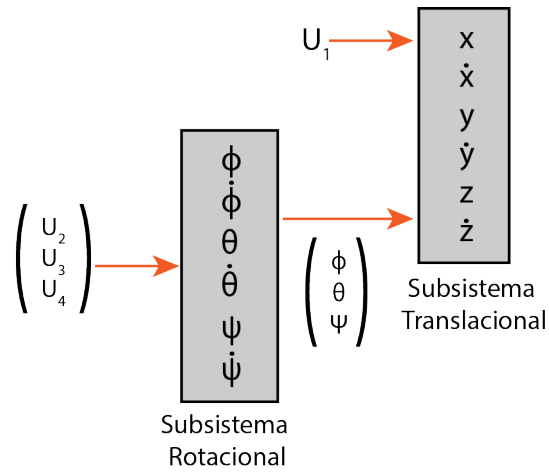 U₁
x
ẋ
y
ẏ
z
ż
Subsistema
Translacional
ϕ
ϕ̇
θ
θ̇
ψ
ψ̇
Subsistema
Rotacional
U₂
U₃
U₄
ϕ
θ
ψ